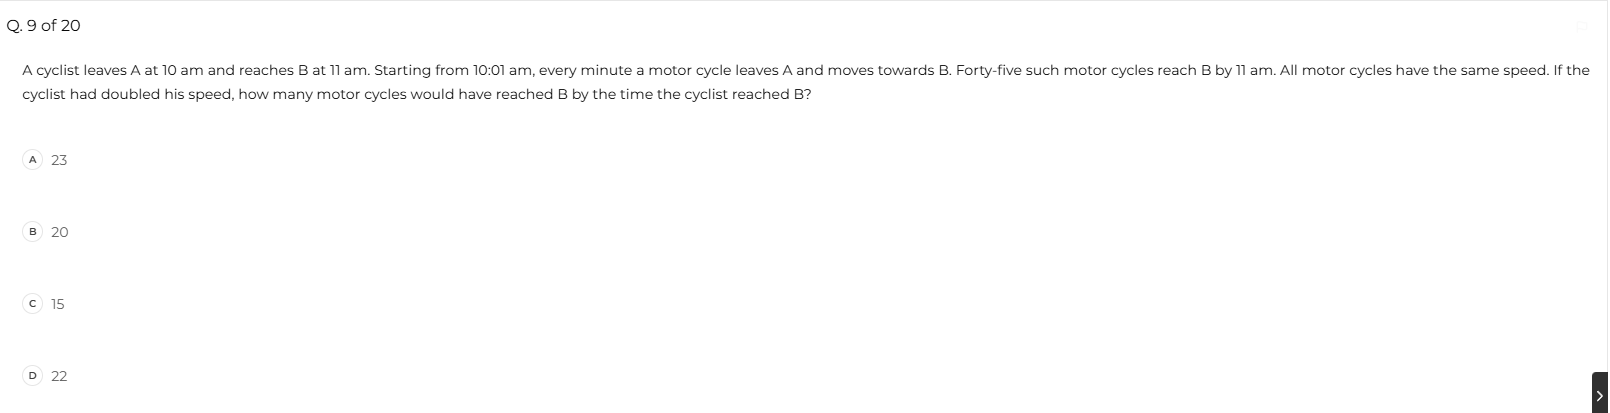 Q. 9 of 20
A cyclist leaves A at 10 am and reaches B at 11 am. Starting from 10:01 am, every minute a motor cycle leaves A and moves towards B. Forty-five such motor cycles reach B by 11 am. All motor cycles have the same speed. If the
cyclist had doubled his speed, how many motor cycles would have reached B by the time the cyclist reached B?
A 23
B 20
C 15
D 22